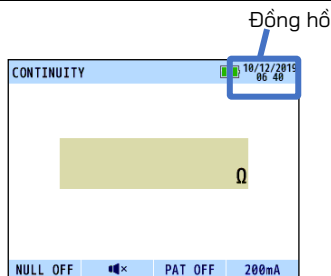 Đồng hồ
CONTINUITY 10/12/2019
06 40
Ω
NULL OFF PAT OFF 200mA